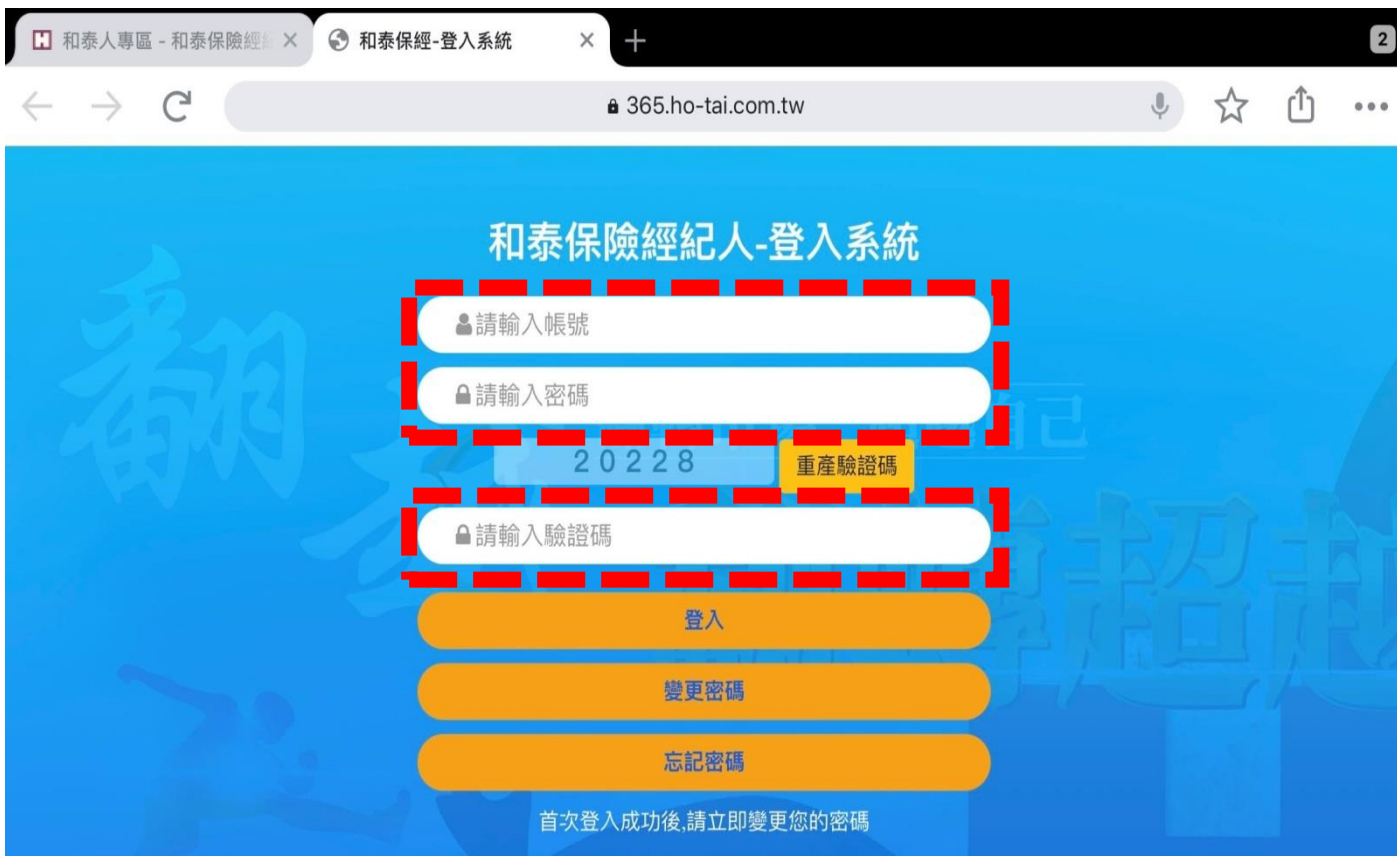 和泰人專區 - 和泰保險經
和泰保經-登入系統
2
365.ho-tai.com.tw
和泰保險經紀人-登入系統
請輸入帳號
請輸入密碼
20228
重產驗證碼
請輸入驗證碼
登入
變更密碼
忘記密碼
首次登入成功後,請立即變更您的密碼